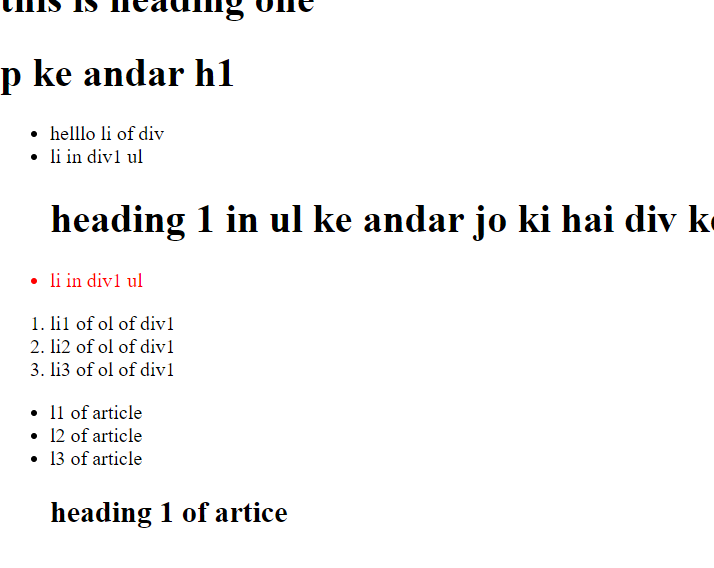 this is heading one
p ke andar h1
helllo li of div
li in div1 ul
heading 1 in ul ke andar jo ki hai div
li in div1 ul
1. li1 of ol of div1
2. li2 of ol of div1
3. li3 of ol of div1
l1 of article
l2 of article
l3 of article
heading 1 of artice